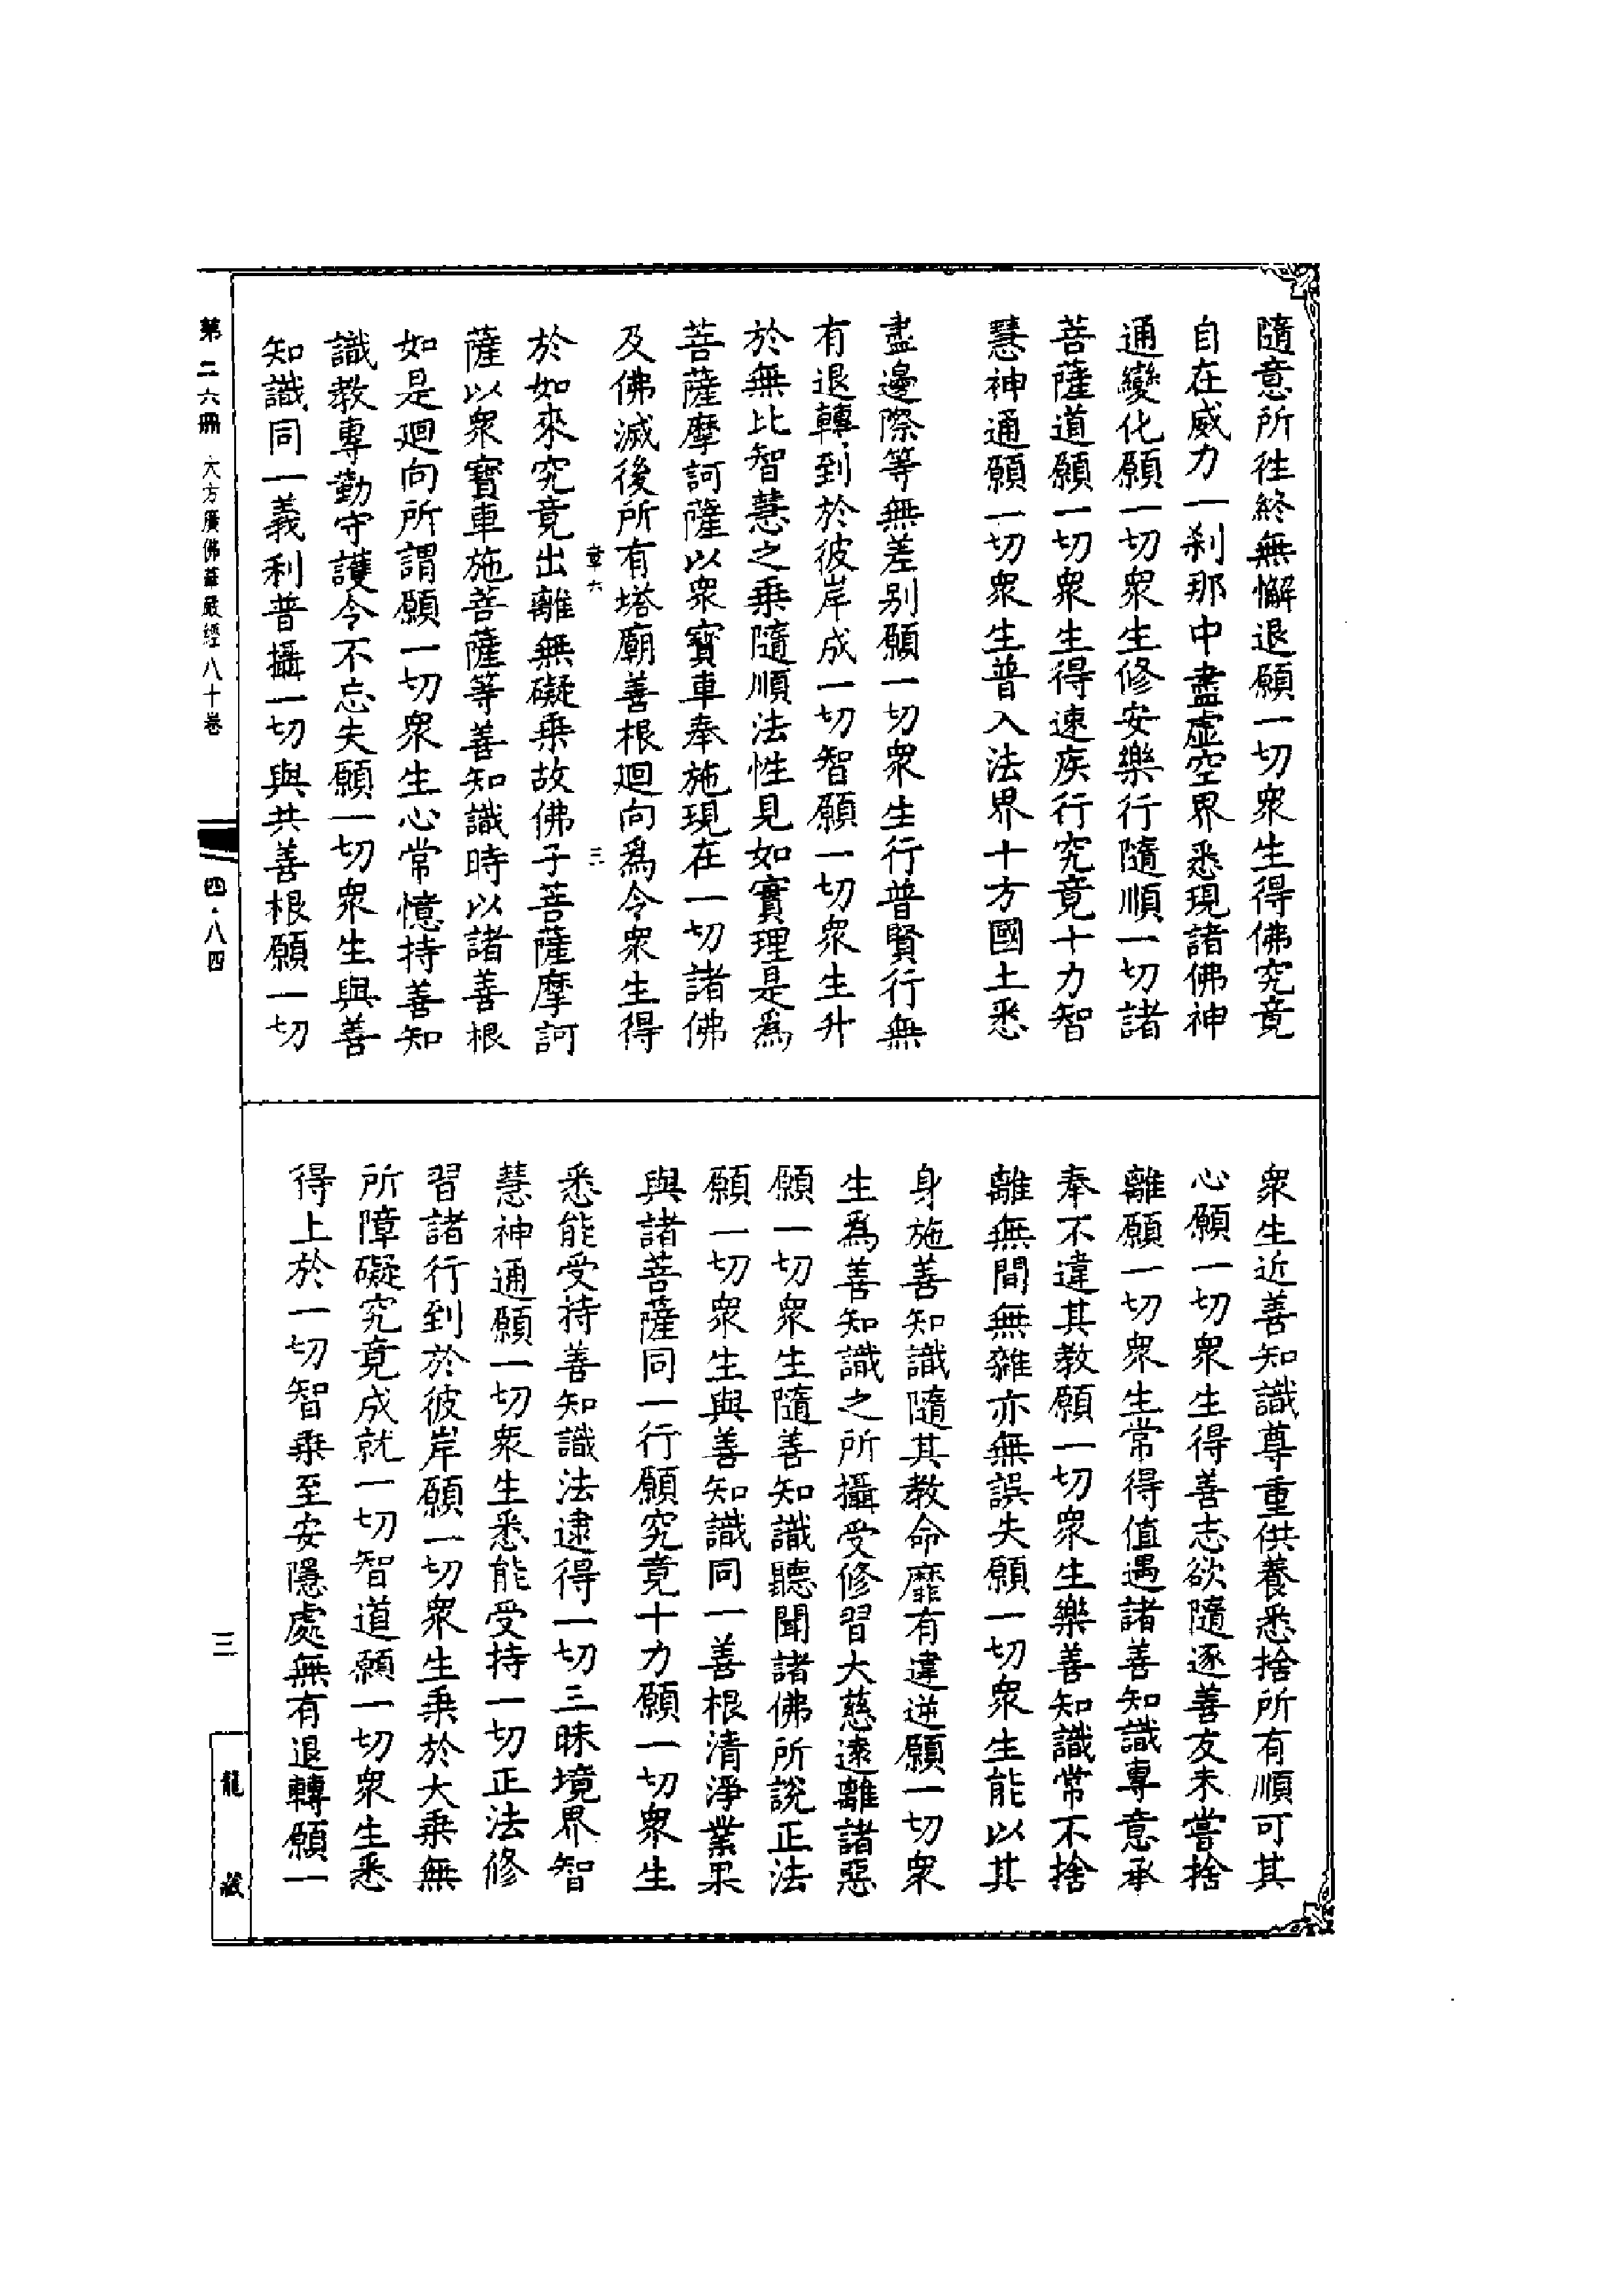 隨意所徃終無懈退願一切衆生得佛究竟
自在威力一刹那中盡虛空界悉現諸佛神
通變化願一切衆生修安樂行隨順一切諸
菩薩道願一切衆生得速疾行究竟十力智
慧神通願一切衆生普入法界十方國土悉
盡邊際等無差别願一切衆生行普賢行無
有退轉到於彼岸成一切智願一切衆生升
於無比智慧之乗隨順法性見如實理是爲
菩薩摩訶薩以衆寶車奉施現在一切諸佛
及佛滅後所有塔廟善根迴向爲令衆生得
章六 三
於如來究竟出離無礙乗故佛子菩薩摩訶
薩以衆寶車施菩薩等善知識時以諸善根
如是迴向所謂願一切衆生心常憶持善知
識教專勤守護令不忘失願一切衆生與善
知識同一義利普攝一切與共善根願一切
衆生近善知識尊重供養悉捨所有順可其
心願一切衆生得善志欲隨逐善友未嘗捨
離願一切衆生常得值遇諸善知識專意承
奉不違其教願一切衆生樂善知識常不捨
離無間無雜亦無誤失願一切衆生能以其
身施善知識隨其教命靡有違逆願一切衆
生爲善知識之所攝受修習大慈遠離諸惡
願一切衆生隨善知識聽聞諸佛所說正法
願一切衆生與善知識同一善根清淨業果
與諸菩薩同一行願究竟十力願一切衆生
悉能受持善知識法逮得一切三昧境界智
慧神通願一切衆生悉能受持一切正法修
習諸行到於彼岸願一切衆生乗於大乗無
所障礙究竟成就一切智道願一切衆生悉
得上於一切智乗至安隱處無有退轉願一
第二六冊 大方廣佛華嚴經八十卷 四·八四 三 龍藏